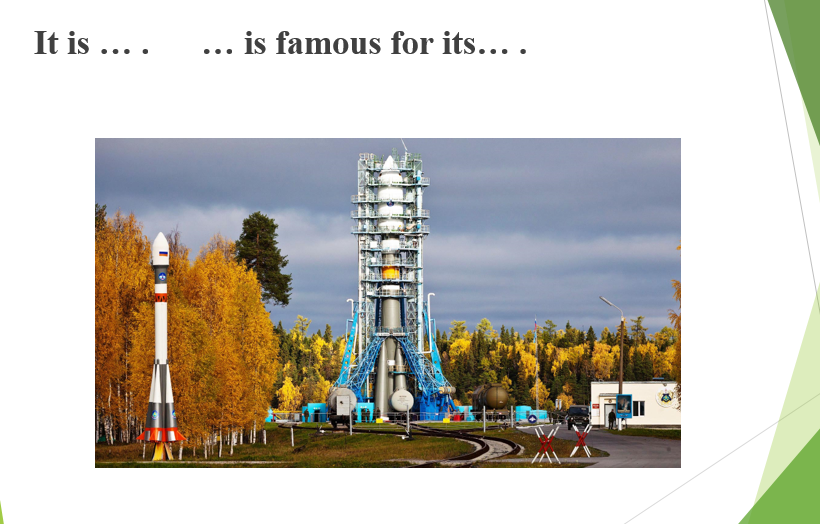 It is … .      … is famous for its… .